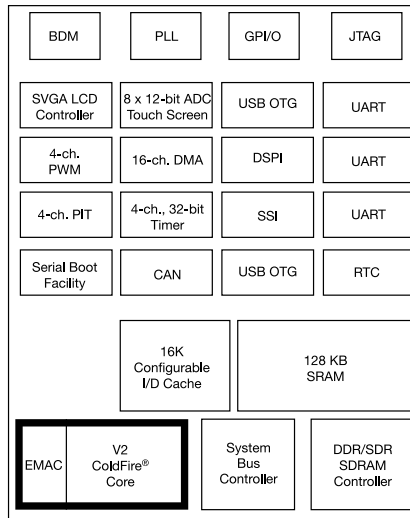 BDM
PLL
GPI/O
JTAG
SVGA LCD
Controller
8 x 12-bit ADC
Touch Screen
USB OTG
UART
4-ch.
PWM
16-ch. DMA
DSPI
UART
4-ch. PIT
4-ch., 32-bit
Timer
SSI
UART
Serial Boot
Facility
CAN
USB OTG
RTC
16K
Configurable
I/D Cache
128 KB
SRAM
EMAC
V2
ColdFire®
Core
System
Bus
Controller
DDR/SDR
SDRAM
Controller